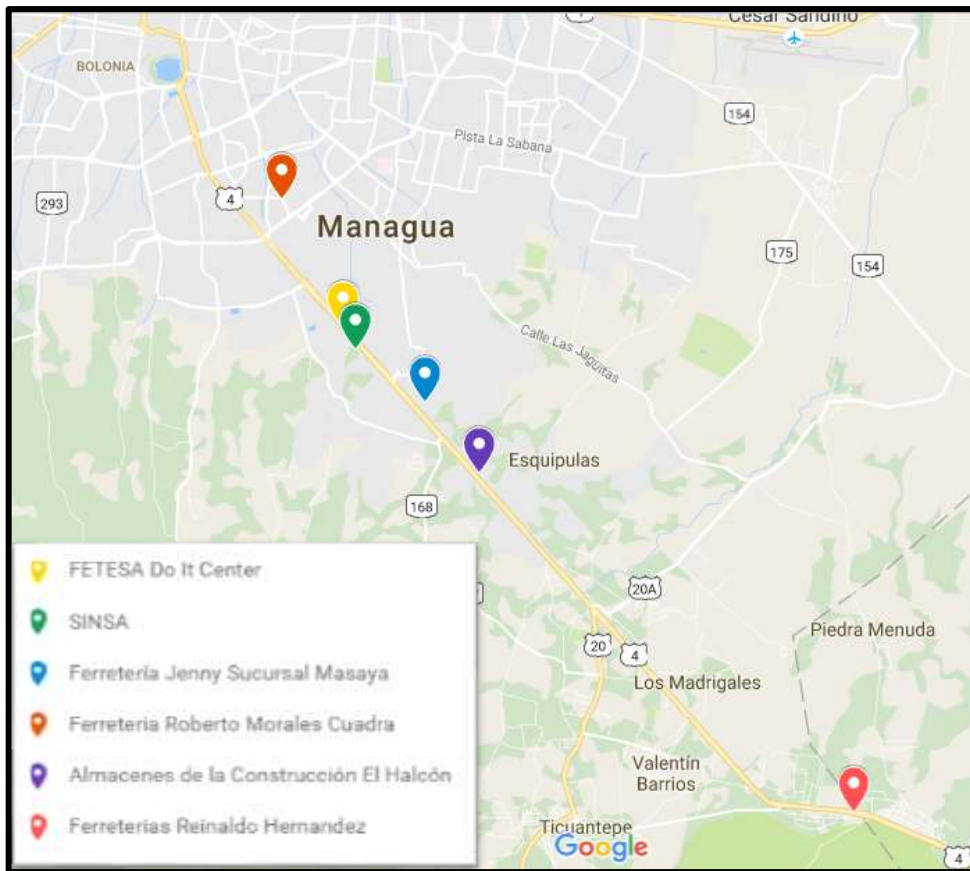 Cesar Sandino
4
BOLONIA
154
Pista La Sabana
4
293
Managua
175
154
Calle Las Jaguitas
Esquipulas
168
20A
Piedra Menuda
20
4
Los Madrigales
Valentín
Barrios
Ticuantepe
Google
4
FETESA Do It Center
SINSA
Ferretería Jenny Sucursal Masaya
Ferreteria Roberto Morales Cuadra
Almacenes de la Construcción El Halcón
Ferreterías Reinaldo Hernandez